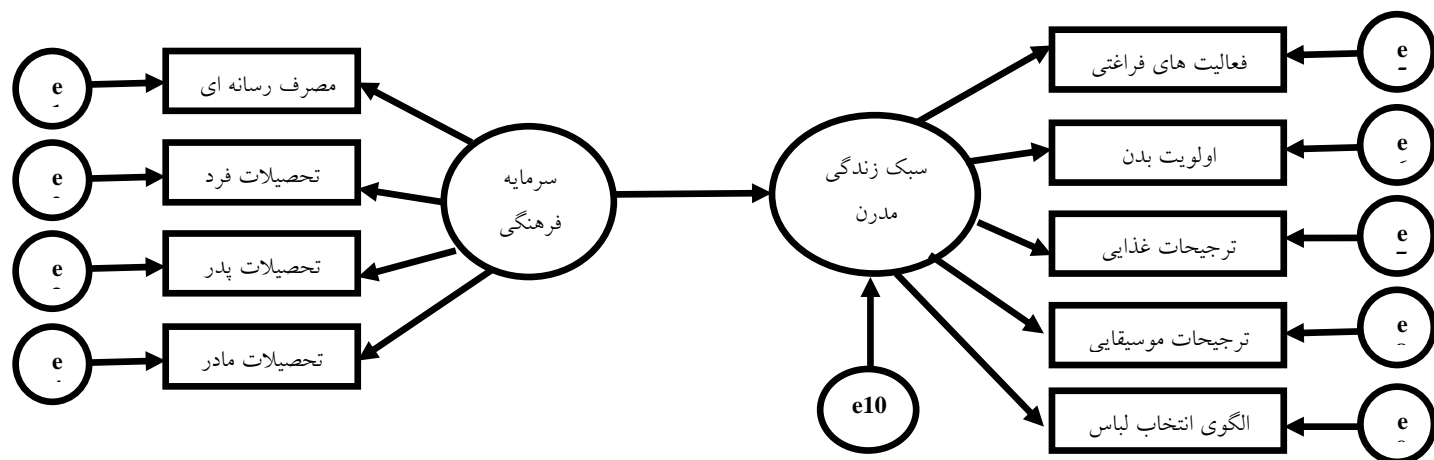 e
مصرف رسانه ای
e
تحصیلات فرد
e
تحصیلات پدر
e
تحصیلات مادر
سرمایه
فرهنگی
سبک زندگی
مدرن
e10
فعالیت های فراغتی
e
اولویت بدن
e
ترجیحات غذایی
e
ترجیحات موسیقایی
e
الگوی انتخاب لباس
e